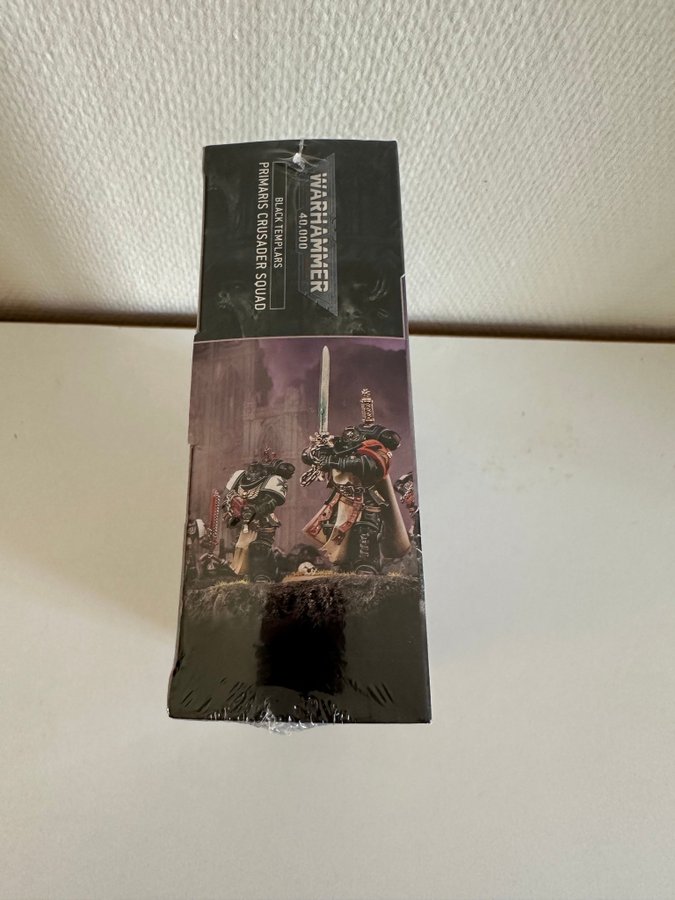 WARHAMMER
40,000
BLACK TEMPLARS
PRIMARIS CRUSADER SQUAD